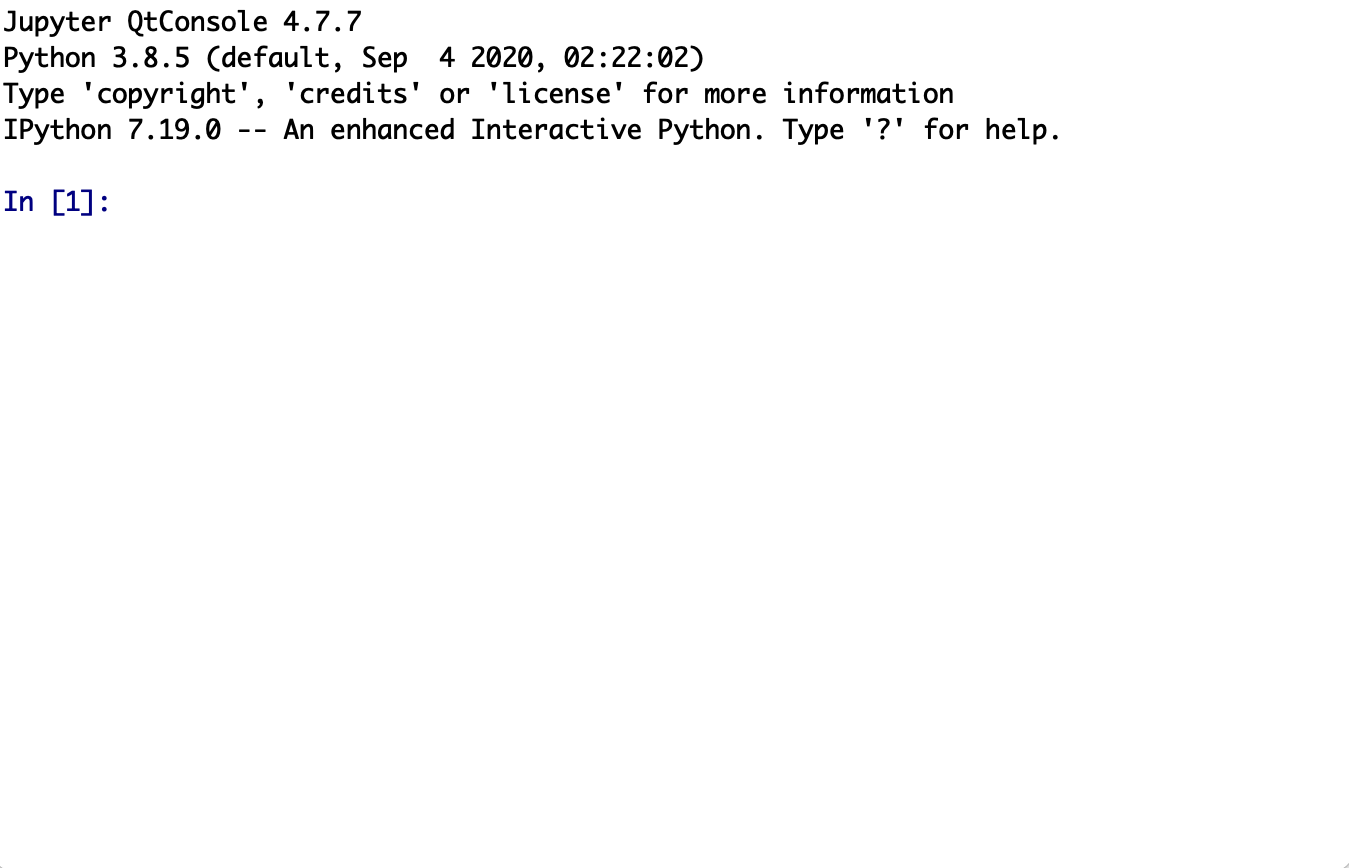 Jupyter QtConsole 4.7.7
Python 3.8.5 (default, Sep  4 2020, 02:22:02)
Type 'copyright', 'credits' or 'license' for more information
IPython 7.19.0 -- An enhanced Interactive Python. Type '?' for help.
In [1]: